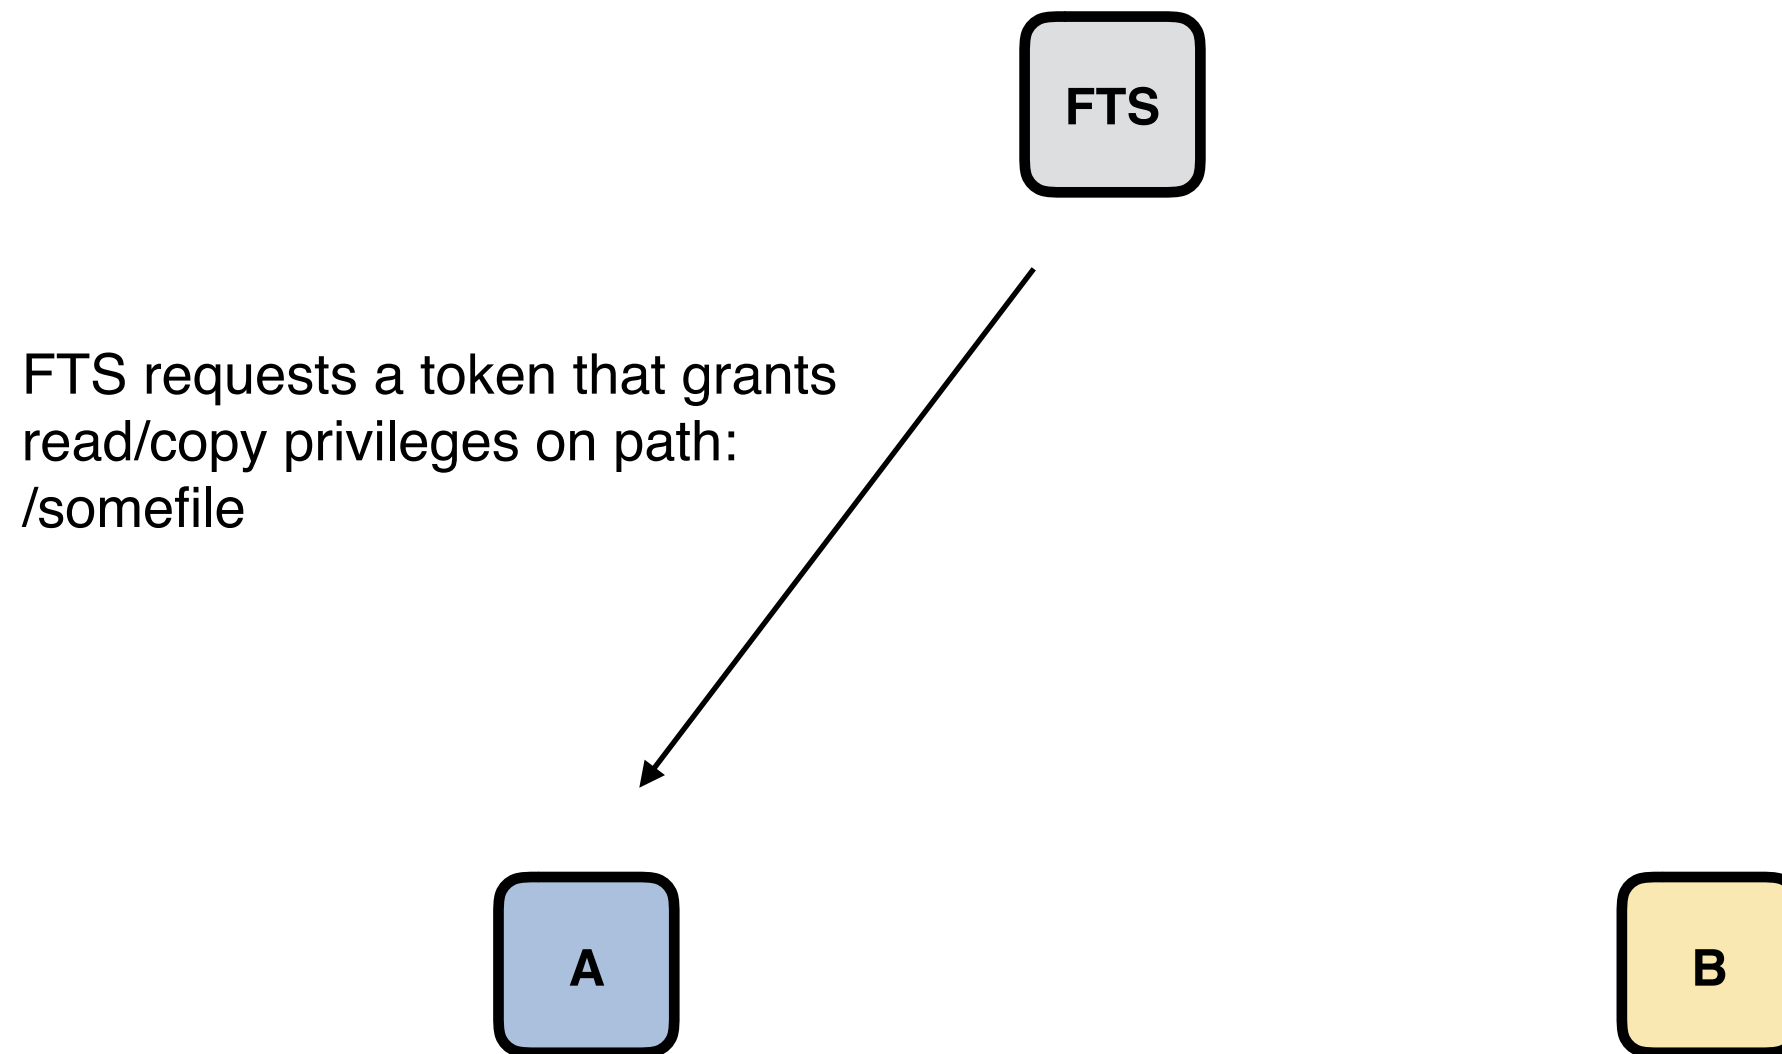 FTS
FTS requests a token that grants
read/copy privileges on path:
/somefile
A
B